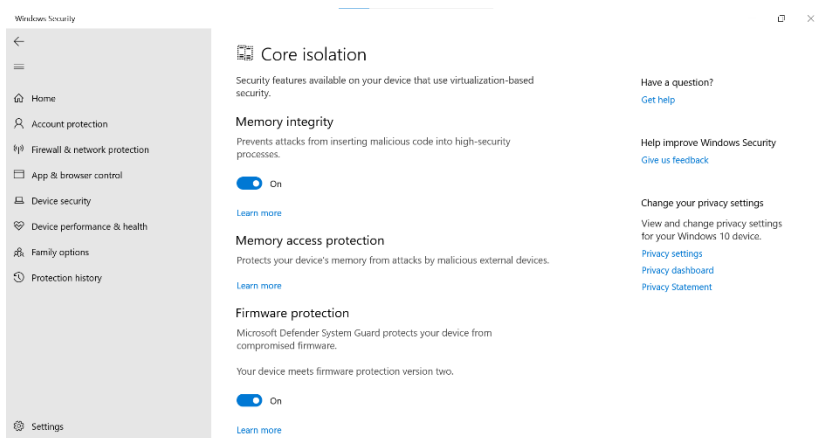 Windows Security
Home
Account protection
Firewall & network protection
App & browser control
Device security
Device performance & health
Family options
Protection history
Settings
Core isolation
Security features available on your device that use virtualization-based
security.
Memory integrity
Prevents attacks from inserting malicious code into high-security
processes.
On
Learn more
Memory access protection
Protects your device's memory from attacks by malicious external devices.
Learn more
Firmware protection
Microsoft Defender System Guard protects your device from
compromised firmware.
Your device meets firmware protection version two.
On
Learn more
Have a question?
Get help
Help improve Windows Security
Give us feedback
Change your privacy settings
View and change privacy settings
for your Windows 10 device.
Privacy settings
Privacy dashboard
Privacy Statement